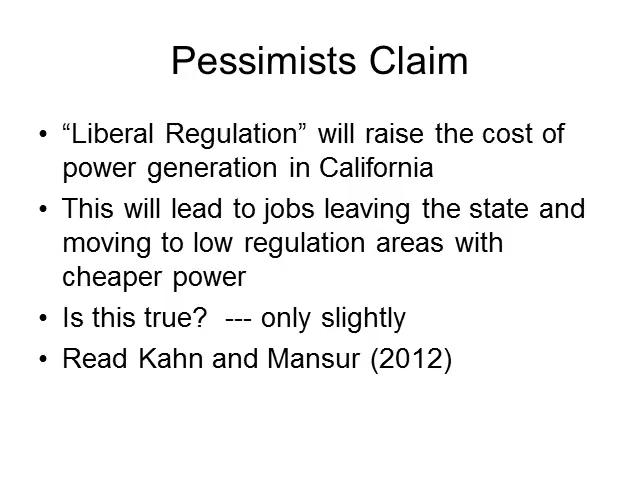 Pessimists Claim
• “Liberal Regulation” will raise the cost of
power generation in California
• This will lead to jobs leaving the state and
moving to low regulation areas with
cheaper power
• Is this true?  --- only slightly
• Read Kahn and Mansur (2012)